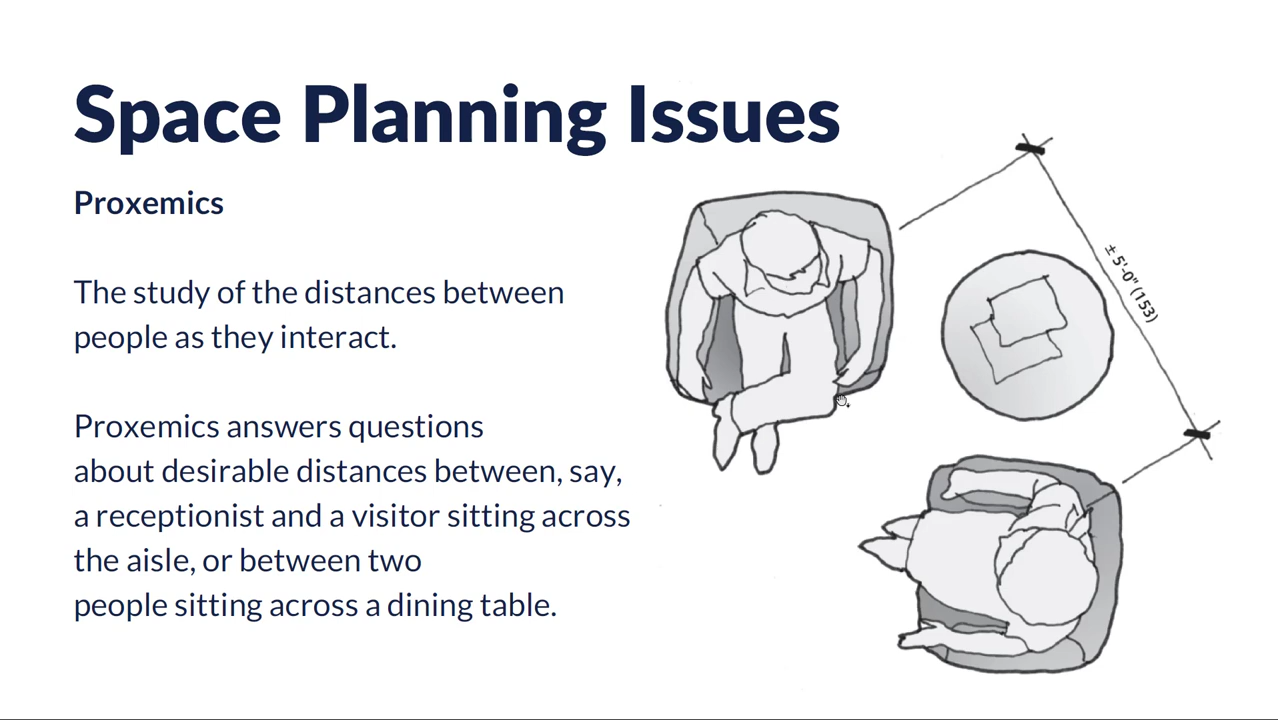 Space Planning Issues
Proxemics
The study of the distances between
people as they interact.
Proxemics answers questions
about desirable distances between, say,
a receptionist and a visitor sitting across
the aisle, or between two
people sitting across a dining table.
± 5'-0" (153)